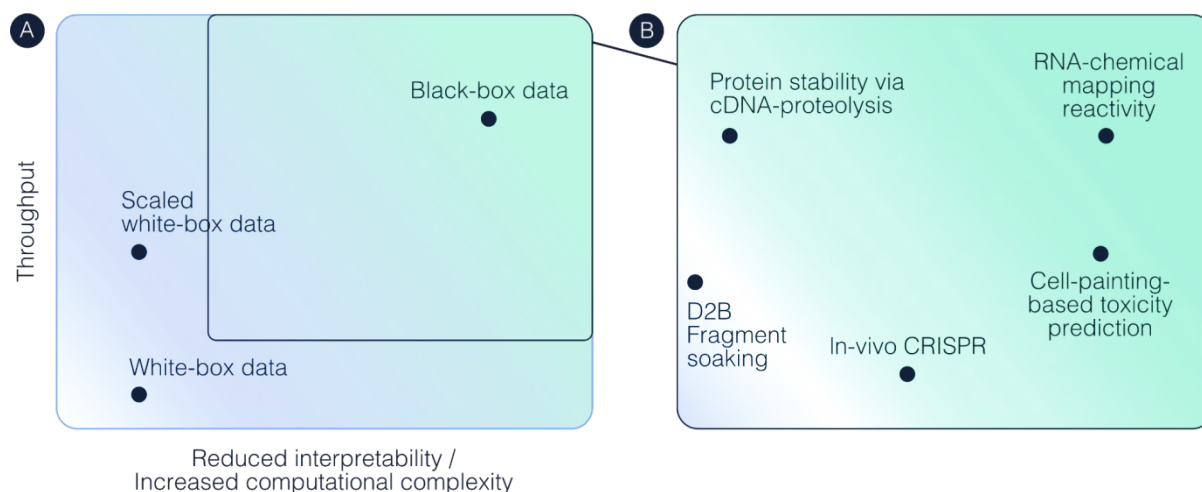 A
Black-box data
Scaled
white-box data
White-box data
Throughput
Reduced interpretability /
Increased computational complexity
B
Protein stability via
cDNA-proteolysis
RNA-chemical
mapping
reactivity
D2B
Fragment
soaking
In-vivo CRISPR
Cell-painting-
based toxicity
prediction